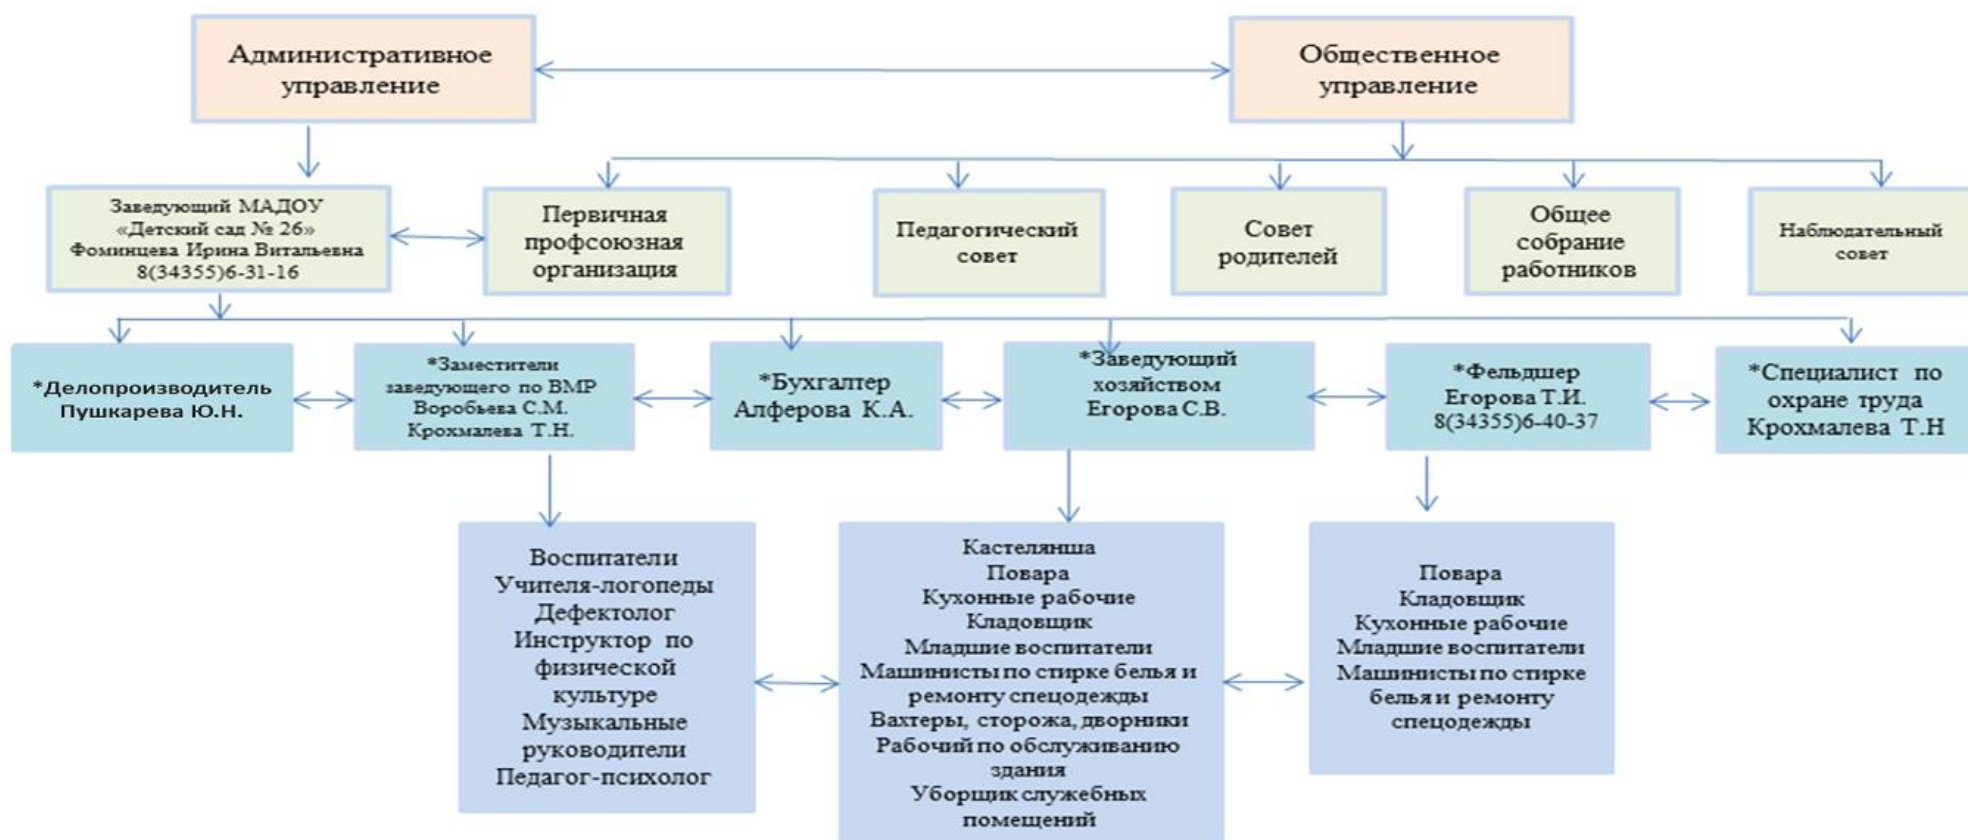 Административное
управление
Общественное
управление
Заведующий МАДОУ
«Детский сад № 26»
Фоминцева Ирина Витальевна
8(34355)6-31-16
Первичная
профсоюзная
организация
Педагогический
совет
Совет
родителей
Общее
собрание
работников
Наблюдательный
совет
*Делопроизводитель
Пушкарева Ю.Н.
*Заместители
заведующего по ВМР
Воробьева С.М.
Крохмалева Т.Н.
*Бухгалтер
Алферова К.А.
*Заведующий
хозяйством
Егорова С.В.
*Фельдшер
Егорова Т.И.
8(34355)6-40-37
*Специалист по
охране труда
Крохмалева Т.Н
Воспитатели
Учителя-логопеды
Дефектолог
Инструктор по
физической
культуре
Музыкальные
руководители
Педагог-психолог
Кастелянша
Повара
Кухонные рабочие
Кладовщик
Младшие воспитатели
Машинисты по стирке белья и
ремонту спецодежды
Вахтеры, сторожа, дворники
Рабочий по обслуживанию
здания
Уборщик служебных
помещений
Повара
Кладовщик
Кухонные рабочие
Младшие воспитатели
Машинисты по стирке
белья и ремонту
спецодежды